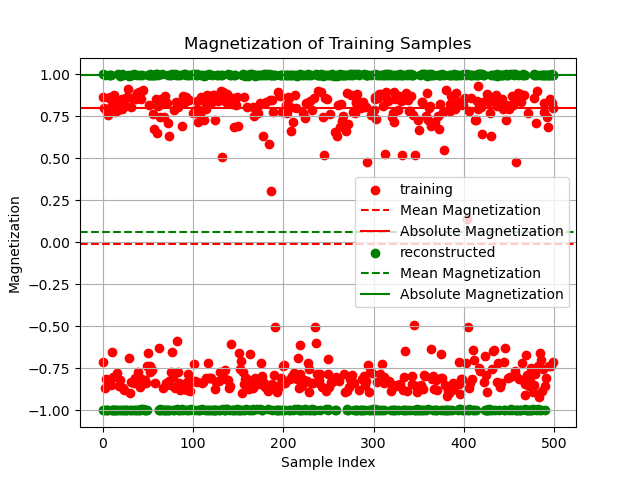 Magnetization of Training Samples
Magnetization
1.00
0.75
0.50
0.25
0.00
−0.25
−0.50
−0.75
−1.00
training
Mean Magnetization
Absolute Magnetization
reconstructed
Mean Magnetization
Absolute Magnetization
0
100
200
300
400
500
Sample Index